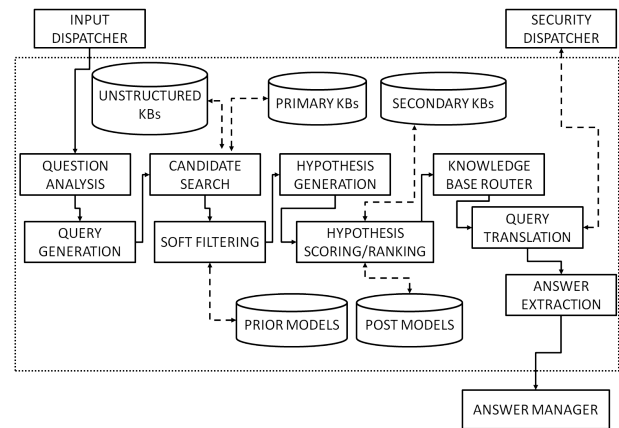 INPUT
DISPATCHER
SECURITY
DISPATCHER
UNSTRUCTURED
KBs
PRIMARY KBs
SECONDARY KBs
QUESTION
ANALYSIS
CANDIDATE
SEARCH
HYPOTHESIS
GENERATION
KNOWLEDGE
BASE ROUTER
QUERY
GENERATION
SOFT FILTERING
HYPOTHESIS
SCORING/RANKING
QUERY
TRANSLATION
ANSWER
EXTRACTION
PRIOR MODELS
POST MODELS
ANSWER MANAGER